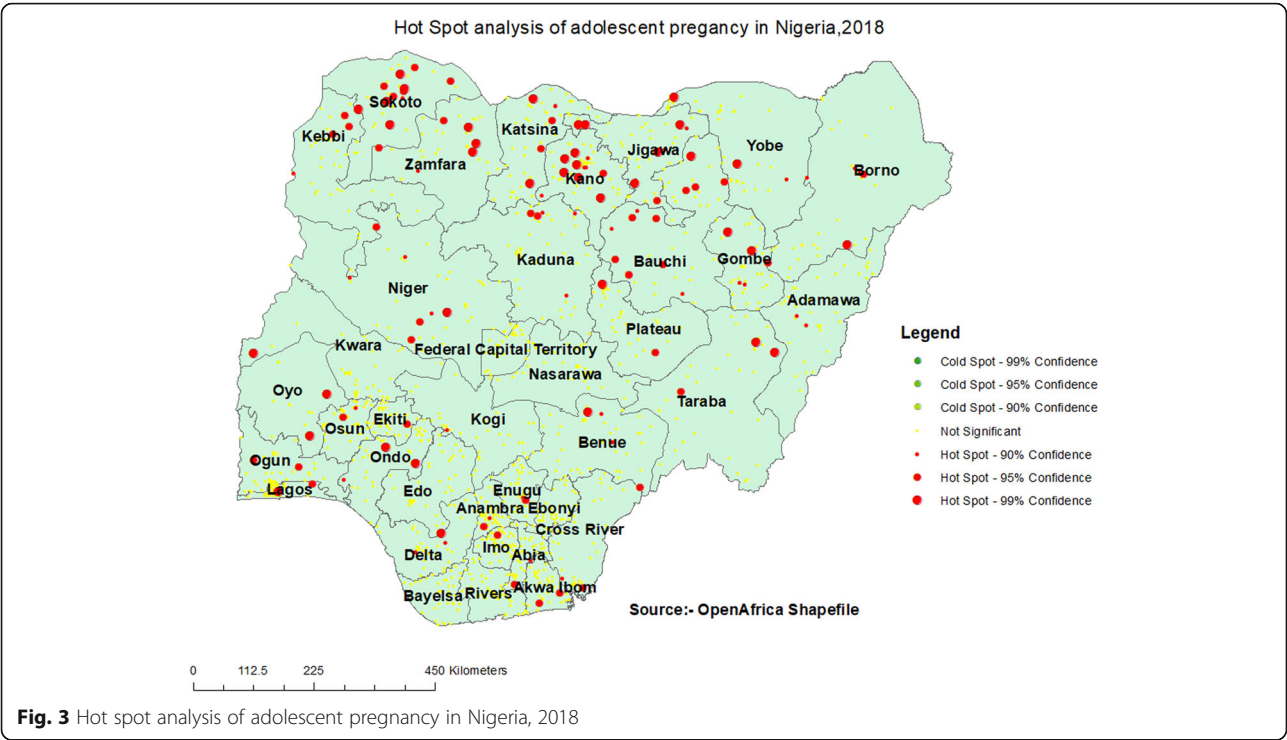 Hot Spot analysis of adolescent pregancy in Nigeria,2018
Sokoto
Kebbi
Katsina
Zamfara
Jigawa
Yobe
Kano
Borno
Kaduna
Bauchi
Gombe
Niger
Adamawa
Plateau
Kwara
Federal Capital Territory
Nasarawa
Oyo
Taraba
Osun
Ekiti
Kogi
Benue
Ogun
Ondo
Lagos
Edo
Enugu
Anambra Ebonyi
Cross River
Imo
Delta
Abia
Bayelsa
Rivers
Akwa Ibom
Legend
Cold Spot - 99% Confidence
Cold Spot - 95% Confidence
Cold Spot - 90% Confidence
Not Significant
Hot Spot - 90% Confidence
Hot Spot - 95% Confidence
Hot Spot - 99% Confidence
Source:- OpenAfrica Shapefile
0 112.5 225 450 Kilometers
Fig. 3 Hot spot analysis of adolescent pregnancy in Nigeria, 2018